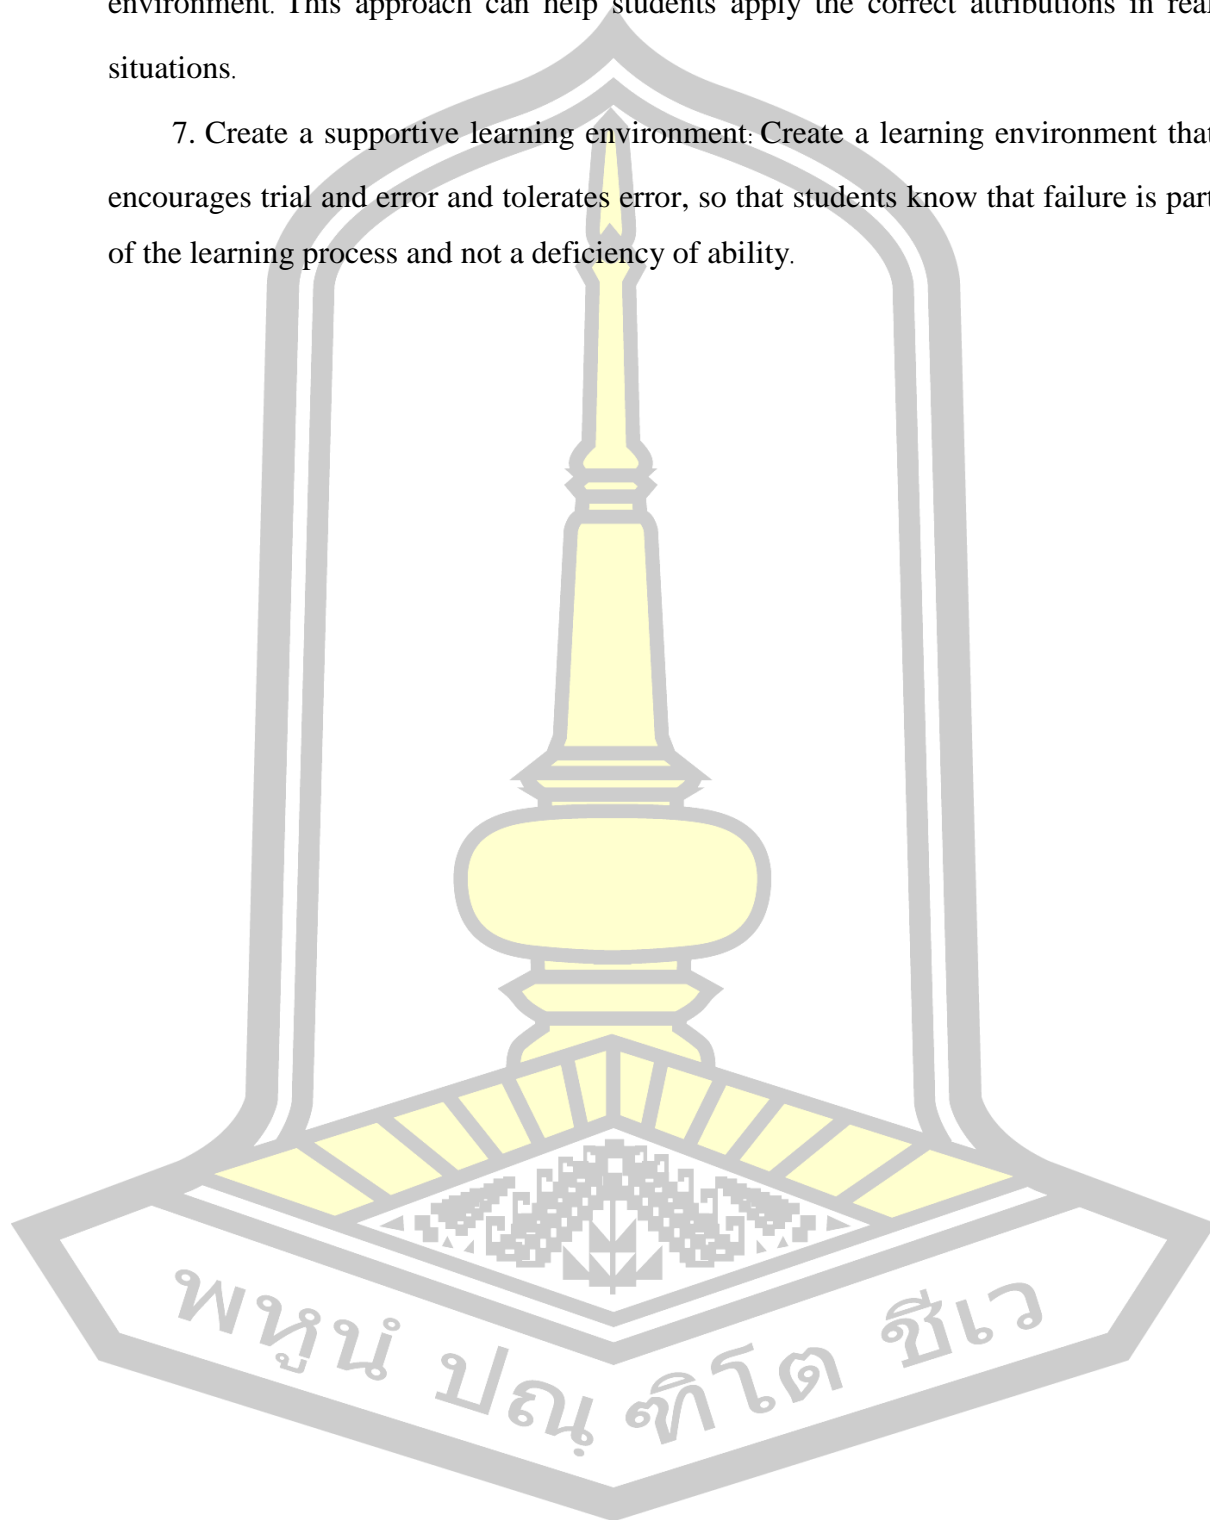 environment. This approach can help students apply the correct attributions in real
situations.
7. Create a supportive learning environment: Create a learning environment that
encourages trial and error and tolerates error, so that students know that failure is part
of the learning process and not a deficiency of ability.
พหูนํ ปณฺฑิโต ชีเว